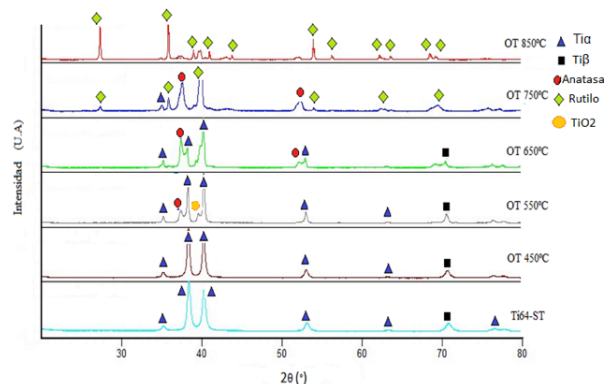 Intensidad (U.A)
OT 850ºC
OT 750ºC
OT 650ºC
OT 550ºC
OT 450ºC
Ti64-ST
Tiα
Tiβ
Anatasa
Rutilo
TiO2
30 40 50 60 70 80
2θ (°)